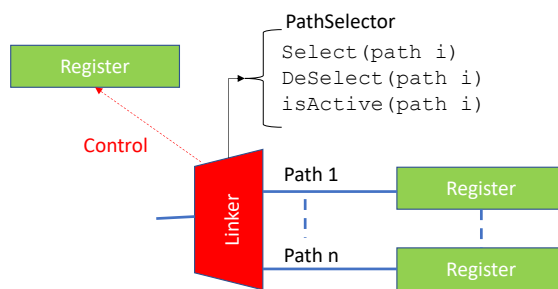 PathSelector
Select(path i)
DeSelect(path i)
isActive(path i)
Register
Control
Linker
Path 1
Register
Path n
Register